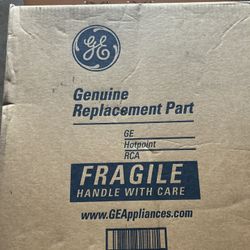 GE
Genuine
Replacement Part
GE
Hotpoint
RCA
FRAGILE
HANDLE WITH CARE
www.GEAppliances.com